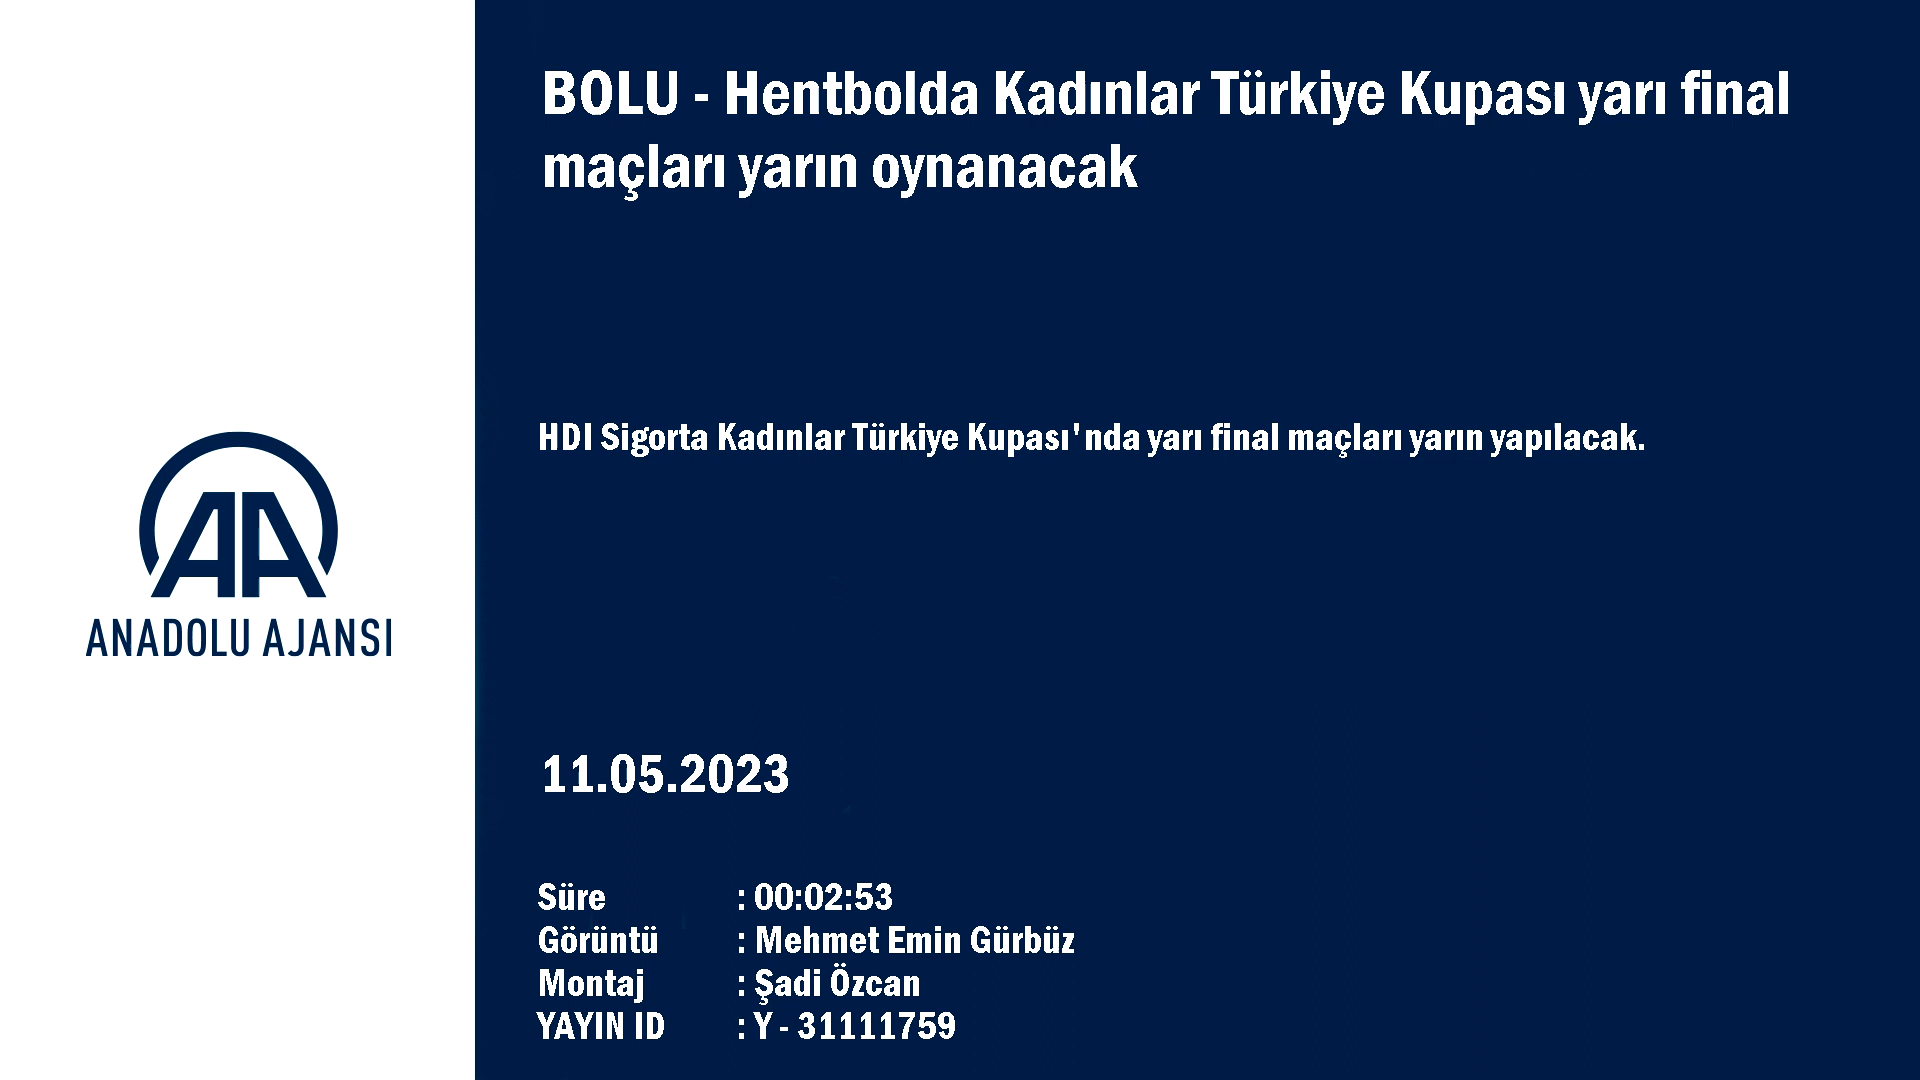 BOLU - Hentbolda Kadınlar Türkiye Kupası yarı final
maçları yarın oynanacak
HDI Sigorta Kadınlar Türkiye Kupası'nda yarı final maçları yarın yapılacak.
AA
ANADOLU AJANSI
11.05.2023
Süre : 00:02:53
Görüntü : Mehmet Emin Gürbüz
Montaj : Şadi Özcan
YAYIN ID : Y - 31111759